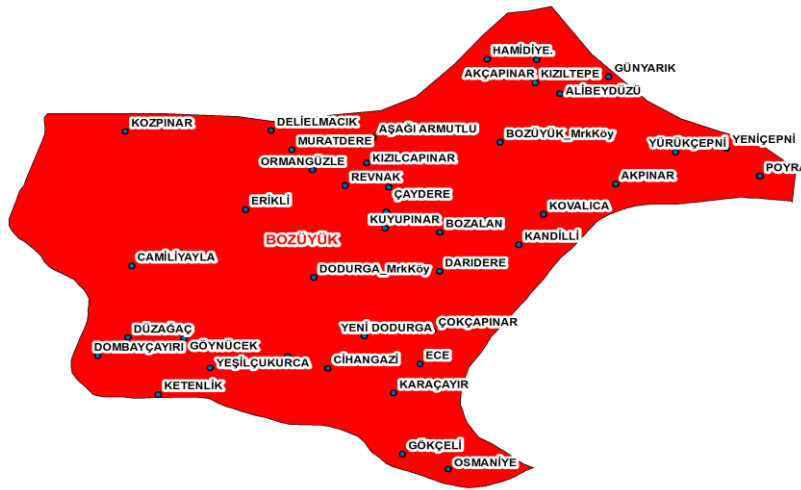 HAMİDİYE.
AKÇAPINAR
KIZILTEPE
GÜNYARIK
ALİBEYDÜZÜ
KOZPINAR
DELİELMACIK
AŞAĞI ARMUTLU
MURATDERE
BOZÜYÜK_MrkKöy
YÜRÜKÇEPNİ
YENİÇEPNİ
ORMANGÜZLE
KIZILCAPINAR
POYRA
REVNAK
AKPINAR
ÇAYDERE
ERİKLİ
KOVALICA
KUYUPINAR
BOZALAN
BOZÜYÜK
KANDİLLİ
CAMİLİYAYLA
DARIDERE
DODURGA_MrkKöy
DÜZAĞAÇ
YENİ DODURGA
ÇOKÇAPINAR
DOMBAYÇAYIRI
GÖYNÜCEK
YEŞİLÇUKURCA
CİHANGAZİ
ECE
KETENLİK
KARAÇAYIR
GÖKÇELİ
OSMANİYE